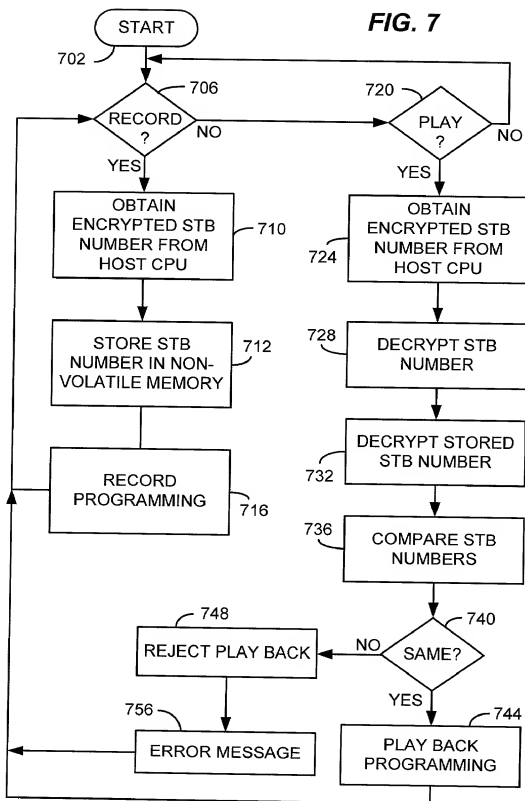 FIG. 7
START
702
706
RECORD
?
NO
YES
720
PLAY
?
NO
YES
OBTAIN
ENCRYPTED STB
NUMBER FROM
HOST CPU
710
OBTAIN
ENCRYPTED STB
NUMBER FROM
HOST CPU
724
STORE STB
NUMBER IN NON-
VOLATILE MEMORY
712
728
DECRYPT STB
NUMBER
RECORD
PROGRAMMING
716
732
DECRYPT STORED
STB NUMBER
736
COMPARE STB
NUMBERS
740
SAME?
NO
YES
748
REJECT PLAY BACK
756
ERROR MESSAGE
744
PLAY BACK
PROGRAMMING